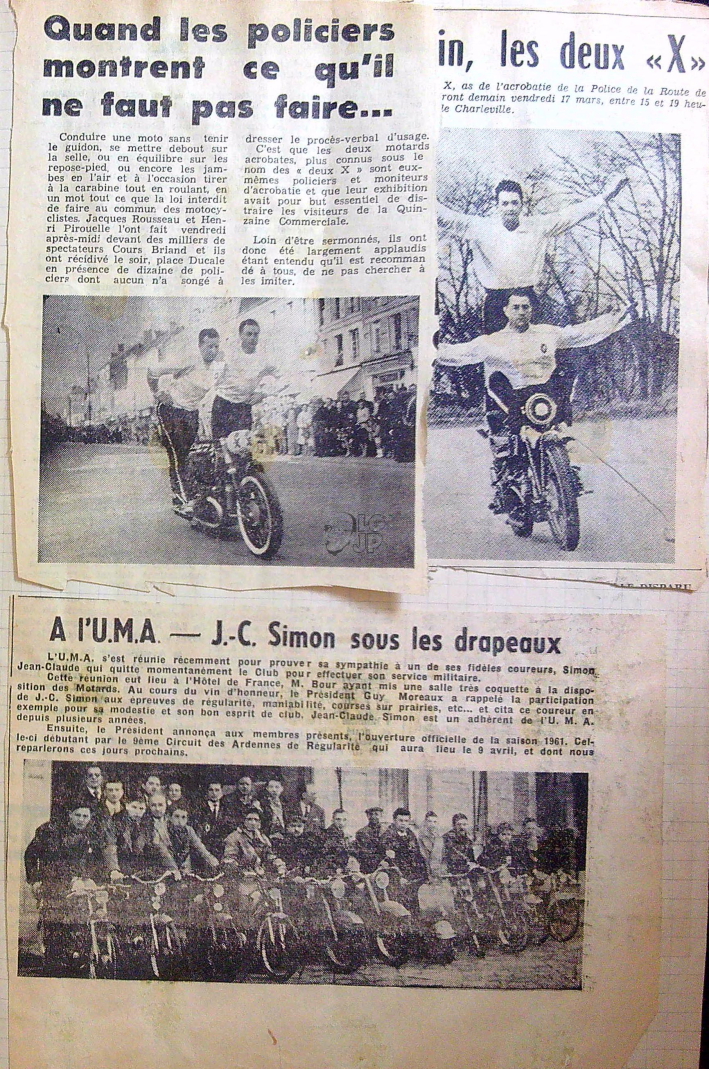 Quand les policiers
montrent ce qu'il
ne faut pas faire...
Conduire une moto sans tenir
le guidon, se mettre debout sur
la selle, ou en équilibre sur les
repose-pied, ou encore les jam-
bes en l'air et à l'occasion tirer
à la carabine tout en roulant, en
un mot tout ce que la loi interdit
de faire au commun des motocy-
clistes. Jacques Rousseau et Hen-
ri Pirouelle l'ont fait vendredi
après-midi devant des milliers de
spectateurs Cours Briand et ils
ont récidivé le soir, place Ducale
en présence de dizaine de poli-
ciers dont aucun n'a songé à
dresser le procès-verbal d'usage.
C'est que les deux motards
acrobates, plus connus sous le
nom des « deux X » sont eux-
mêmes policiers et moniteurs
d'acrobatie et que leur exhibition
avait pour but essentiel de dis-
traire les visiteurs de la Quin-
zaine Commerciale.
Loin d'être sermonnés, ils ont
donc été largement applaudis
étant entendu qu'il est recomman
dé à tous, de ne pas chercher à
les imiter.
in, les deux «X»
X, as de l'acrobatie de la Police de la Route de
ront demain vendredi 17 mars, entre 15 et 19 heu-
le Charleville.
LG
JP
A l'U.M.A. — J.-C. Simon sous les drapeaux
L'U.M.A. s'est réunie récemment pour prouver sa sympathie à un de ses fidèles coureurs, Simon
Jean-Claude qui quitte momentanément le Club pour effectuer son service militaire.
Cette réunion eut lieu à l'Hôtel de France, M. Bour ayant mis une salle très coquette à la dispo-
sition des Motards. Au cours du vin d'honneur, le Président Guy Moreaux a rappelé la participation
de J.-C. Simon aux épreuves de régularité, maniabilité, courses sur prairies, etc... et cita ce coureur en
exemple pour sa modestie et son bon esprit de club. Jean-Claude Simon est un adhérent de l'U. M. A.
depuis plusieurs années.
Ensuite, le Président annonça aux membres présents, l'ouverture officielle de la saison 1961. Cel-
le-ci débutant par le 9ème Circuit des Ardennes de Régularité qui aura lieu le 9 avril, et dont nous
reparlerons ces jours prochains.